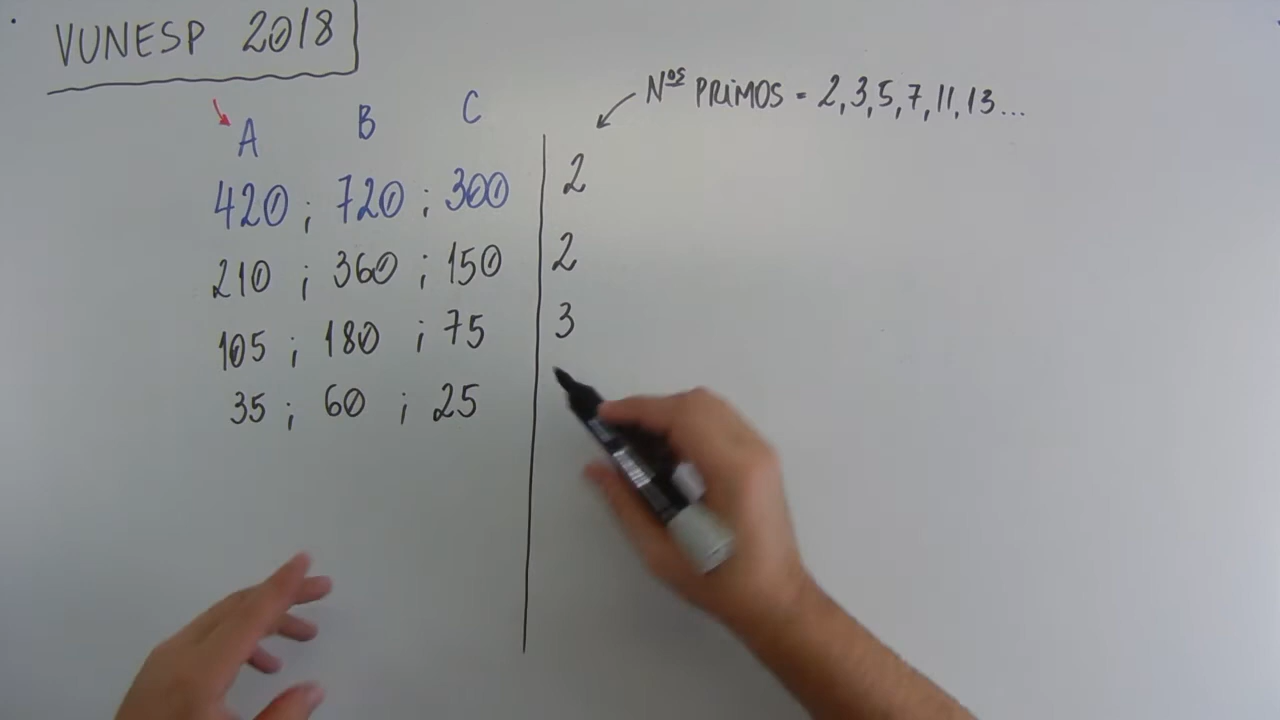 VUNESP 2018
Nos PRIMOS = 2, 3, 5, 7, 11, 13 ...
A B C
420 ; 720 ; 300 | 2
210 ; 360 ; 150 | 2
105 ; 180 ; 75 | 3
35 ; 60 ; 25